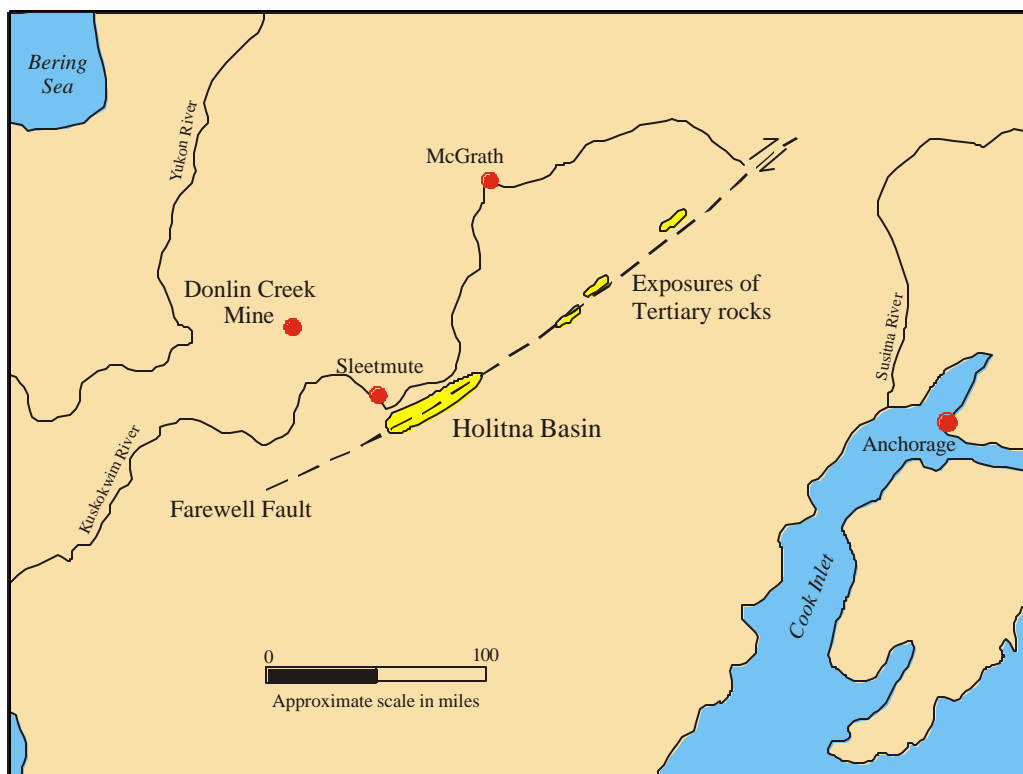 Bering
Sea
Yukon River
McGrath
Donlin Creek
Mine
Exposures of
Tertiary rocks
Susitna River
Sleetmute
Holitna Basin
Anchorage
Kuskokwim River
Farewell Fault
Cook Inlet
0 100
Approximate scale in miles